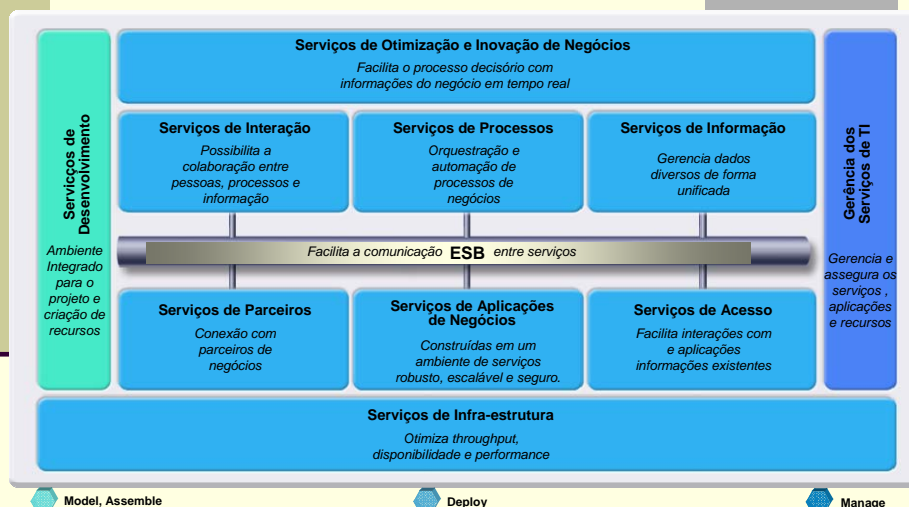 Serviços de Otimização e Inovação de Negócios
Facilita o processo decisório com
informações do negócio em tempo real
Servicços de
Desenvolvimento
Ambiente
Integrado
para o
projeto e
criação de
recursos
Serviços de Interação
Possibilita a
colaboração entre
pessoas, processos e
informação
Serviços de Processos
Orquestração e
automação de
processos de
negócios
Serviços de Informação
Gerencia dados
diversos de forma
unificada
Gerência dos
Serviços de TI
Gerencia e
assegura os
serviços ,
aplicações
e recursos
Facilita a comunicação ESB entre serviços
Serviços de Parceiros
Conexão com
parceiros de
negócios
Serviços de Aplicações
de Negócios
Construídas em um
ambiente de serviços
robusto, escalável e seguro.
Serviços de Acesso
Facilita interações com
e aplicações
informações existentes
Serviços de Infra-estrutura
Otimiza throughput,
disponibilidade e performance
Model, Assemble
Deploy
Manage